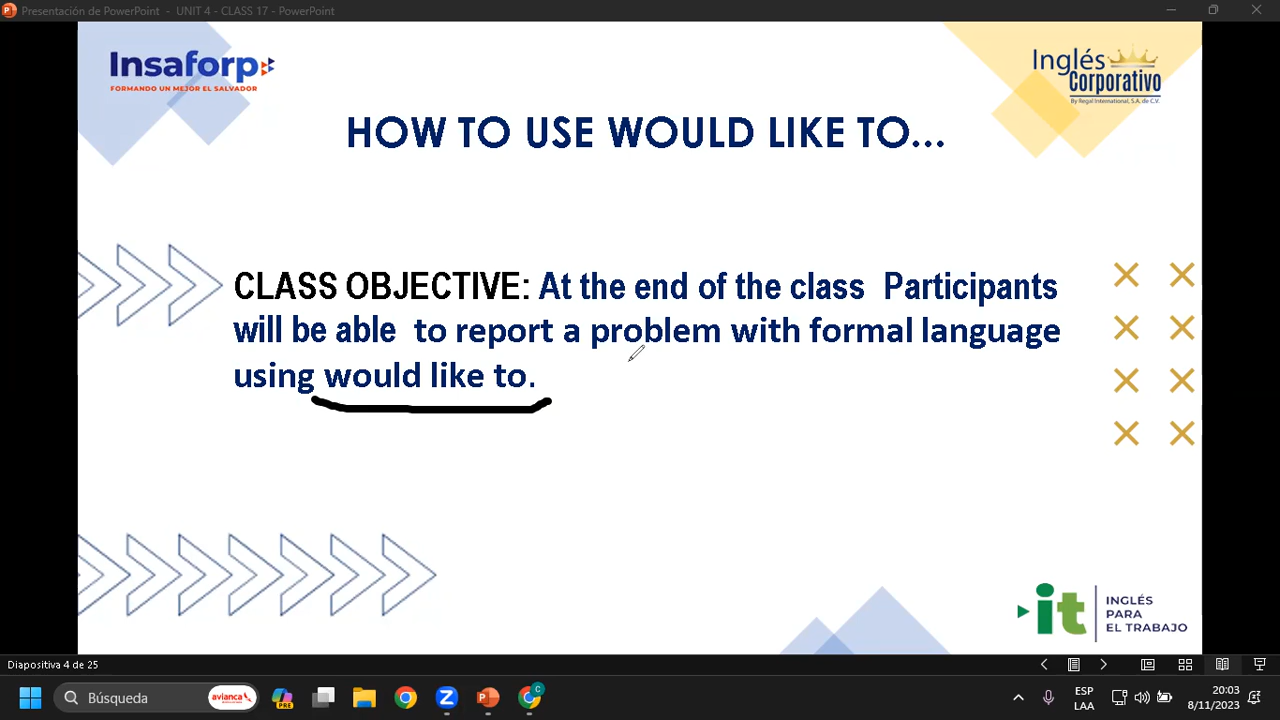 Presentación de PowerPoint - UNIT 4 - CLASS 17 - PowerPoint
Insaforp
FORMANDO UN MEJOR EL SALVADOR
Inglés
Corporativo
By Regal International, S.A. de C.V.
HOW TO USE WOULD LIKE TO...
CLASS OBJECTIVE: At the end of the class Participants
will be able to report a problem with formal language
using would like to.
it
INGLÉS
PARA
EL TRABAJO
Diapositiva 4 de 25
Búsqueda
avianca
PRE
ESP
LAA
20:03
8/11/2023